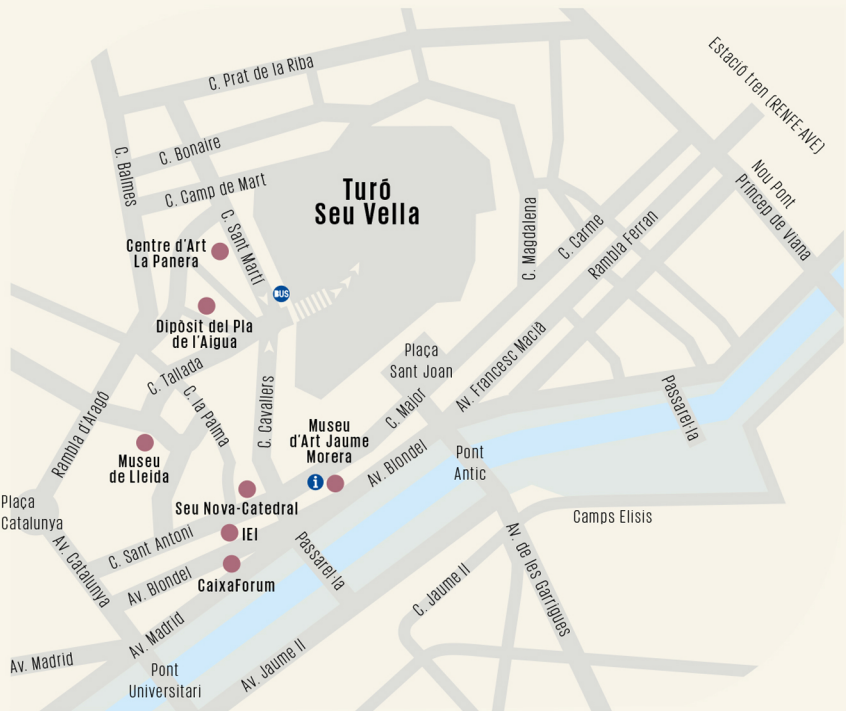 C. Prat de la Riba
Estació tren (RENFE-AVE)
C. Balmes
C. Bonaire
C. Camp de Mart
Turó
Seu Vella
Nou Pont
Príncep de Viana
C. Sant Martí
C. Magdalena
C. Carme
Rambla Ferran
Centre d'Art
La Panera
BUS
Dipòsit del Pla
de l'Aigua
C. Tallada
Plaça
Sant Joan
Av. Francesc Macià
Passarel·la
C. la Palma
C. Cavallers
C. Major
Rambla d'Aragó
Museu
d'Art Jaume
Morera
i
Av. Blondel
Pont
Antic
Museu
de Lleida
Plaça
Catalunya
Seu Nova-Catedral
IEI
Camps Elisis
C. Sant Antoni
Av. Catalunya
Av. Blondel
CaixaForum
Passarel·la
Av. de les Garrigues
C. Jaume II
Av. Madrid
Av. Madrid
Av. Jaume II
Pont
Universitari